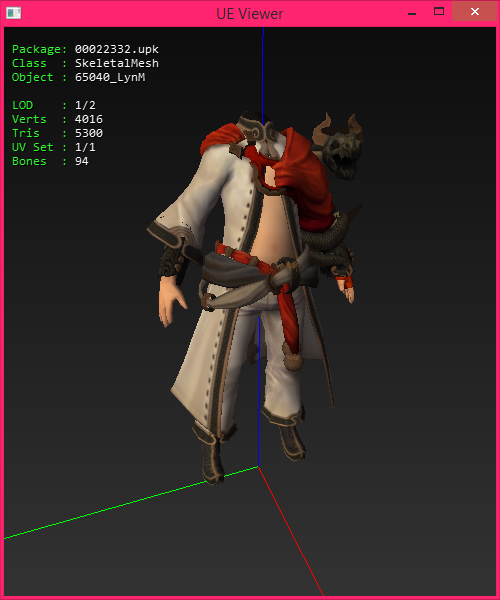 UE Viewer
Package: 00022332.upk
Class : SkeletalMesh
Object : 65040_LynM
LOD : 1/2
Verts : 4016
Tris : 5300
UV Set : 1/1
Bones : 94